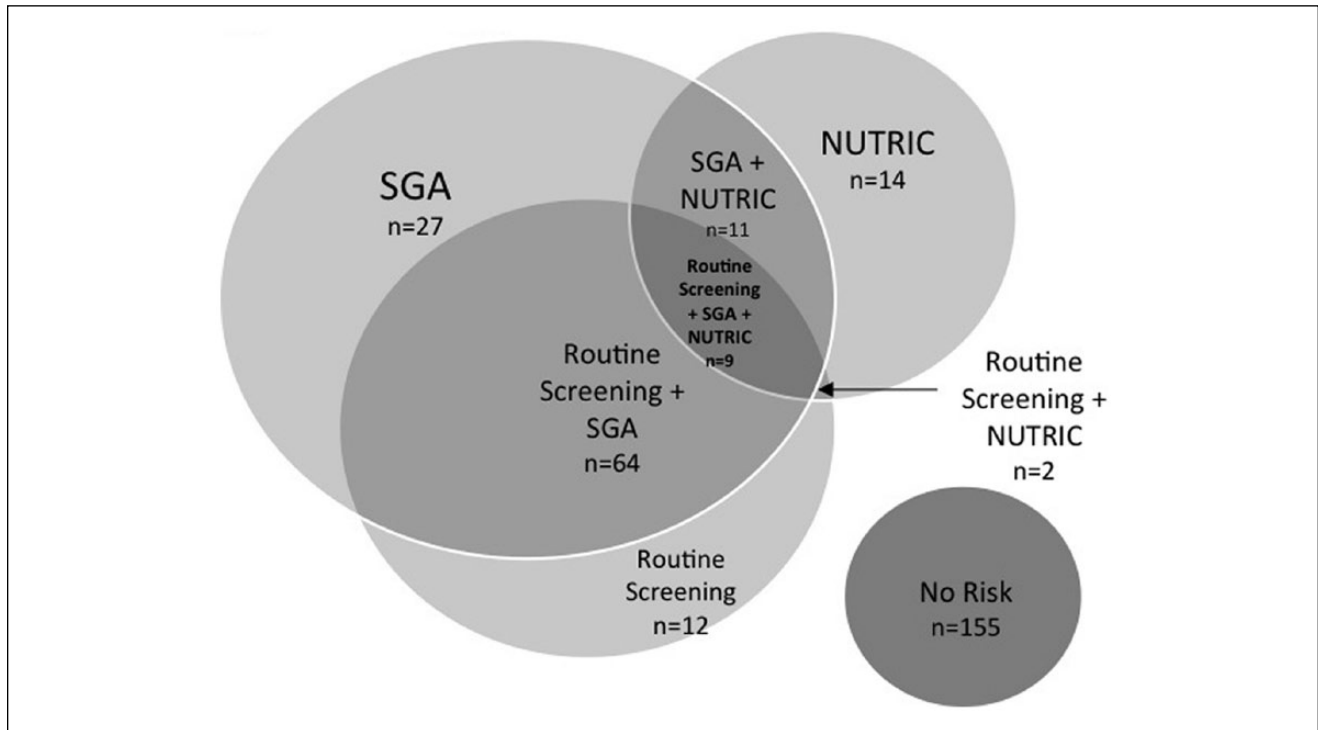 SGA
n=27
SGA +
NUTRIC
n=11
NUTRIC
n=14
Routine
Screening
+ SGA +
NUTRIC
n=9
Routine
Screening +
SGA
n=64
Routine
Screening +
NUTRIC
n=2
Routine
Screening
n=12
No Risk
n=155